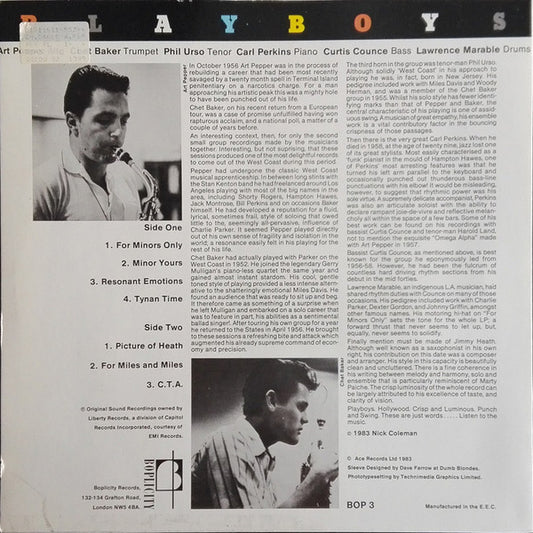 PLAYBOYS
Art Pepper Alto Chet Baker Trumpet Phil Urso Tenor Carl Perkins Piano Curtis Counce Bass Lawrence Marable Drums
Art Pepper
Side One
1. For Minors Only
2. Minor Yours
3. Resonant Emotions
4. Tynan Time
Side Two
1. Picture of Heath
2. For Miles and Miles
3. C.T.A.
℗ Original Sound Recordings owned by
Liberty Records, a division of Capitol
Records Incorporated, courtesy of
EMI Records.
Boplicity Records,
132-134 Grafton Road,
London NW5 4BA.
BOPLICITY
In October 1956 Art Pepper was in the process of
rebuilding a career that had been most recently
savaged by a twenty month spell in Terminal Island
penitentiary on a narcotics charge. For a man
approaching his artistic peak this was a mighty hole
to have been punched out of his life.
Chet Baker, on his recent return from a European
tour, was a case of promise unfulfilled having won
rapturous acclaim, and a national poll, a matter of a
couple of years before.
An interesting context, then, for only the second
small group recordings made by the musicians
together. Interesting, but not suprising, that these
sessions produced one of the most delightful records
to come out of the West Coast during this period.
Pepper had undergone the classic West Coast
musical apprenticeship. In between long stints with
the Stan Kenton band he had freelanced around Los
Angeles playing with most of the big names in the
area, including Shorty Rogers, Hampton Hawes,
Jack Montrose, Bill Perkins and on occasions Baker
himself. He had developed a reputation for a fluid,
lyrical, sometimes frail, style of soloing that owed
little to the, seemingly all-pervasive, influence of
Charlie Parker. It seemed Pepper played directly
out of his own sense of fragility and isolation in the
world; a resonance easily felt in his playing for the
rest of his life.
Chet Baker had actually played with Parker on the
West Coast in 1952. He joined the legendary Gerry
Mulligan's piano-less quartet the same year and
gained almost instant stardom. His cool, gentle
toned style of playing provided a less intense altern-
ative to the shatteringly emotional Miles Davis. He
found an audience that was ready to sit up and beg.
It therefore came as something of a surprise when
he left Mulligan and embarked on a solo career that
was to feature in part, his abilities as a sentimental
ballad singer!. After touring his own group for a year
he returned to the States in April 1956. He brought
to these sessions a refreshing bite and attack which
augmented his already supreme command of econ-
omy and precision.
Chet Baker
The third horn in the group was tenor-man Phil Urso.
Although solidly 'West Coast' in his approach to
playing he was, in fact, born in New Jersey. His
pedigree included work with Miles Davis and Woody
Herman, and was a member of the Chet Baker
group in 1955. Whilst his solo style has fewer identi-
fying marks than that of Pepper and Baker, the
central characteristic of his playing is one of assid-
uous swing. A musician of great empathy, his ensemble
work is a vital contributory factor in the bouncing
crispness of those passages.
Then there is the very great Carl Perkins. When he
died in 1958, at the age of twenty nine, jazz lost one
of its great stylists. Most easily characterised as a
'funk' pianist in the mould of Hampton Hawes, one
of Perkins' most arresting features was that he
turned his left arm parallel to the keyboard and
occasionally punched out thunderous bass-line
punctuations with his elbow! It would be misleading,
however, to suggest that rhythmic power was his
sole virtue. A supremely delicate accompanist, Perkins
was also an articulate soloist with the ability to
declare rampant joie-de-vivre and reflective melan-
choly all within the space of a few bars. Some of his
best work can be found on his recordings with
bassist Curtis Counce and tenor-man Harold Land,
not to mention the exquisite "Omega Alpha" made
with Art Pepper in 1957.
Bassist Curtis Counce, as mentioned above, is best
known for the group he eponymously led from
1956-58. However, he had been the fulcrum of
countless hard driving rhythm sections from his
debut in the mid forties.
Lawrence Marable, an indigenous L.A. musician, had
shared rhythm duties with Counce on many of those
occasions. His pedigree included work with Charlie
Parker, Dexter Gordon, and Johnny Griffin, amongst
other famous names. His motoring hi-hat on "For
Minors Only" sets the tone for the whole LP; a
forward thrust that never seems to let up, but,
equally, never seems to solidify.
Finally mention must be made of Jimmy Heath.
Although well known as a saxophonist in his own
right, his contribution on this date was a composer
and arranger. His style in this capacity is beautifully
clean and uncluttered. There is a fine coherence in
his writing between melody and harmony, solo and
ensemble that is particularly reminiscent of Marty
Paiche. The crisp luminosity of the whole record can
be largely attributed to his excellence of taste, and
clarity of vision.
Playboys. Hollywood. Crisp and Luminous. Punch
and Swing. These are just words . . . . . Listen to the
music.
© 1983 Nick Coleman
℗ Ace Records Ltd 1983
Sleeve Designed by Dave Farrow at Dumb Blondes.
Phototypesetting by Technimedia Graphics Limited.
BOP 3
Manufactured in the E.E.C.